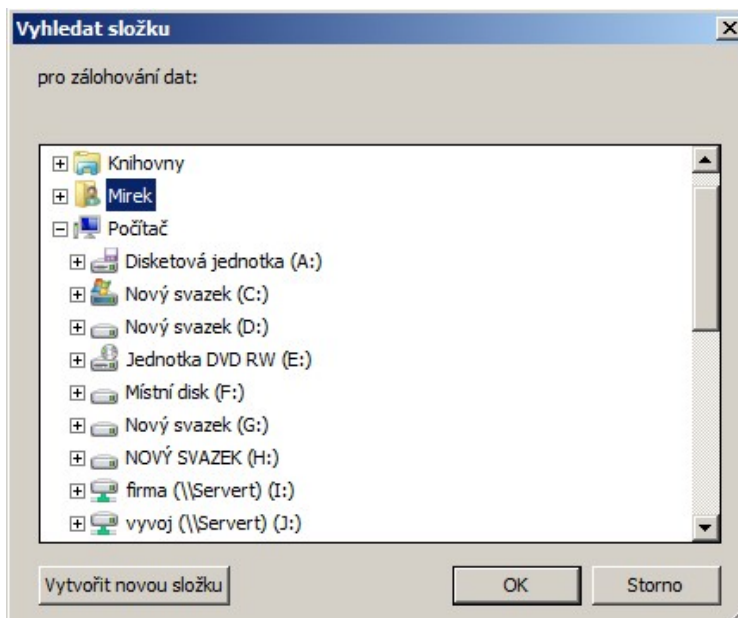 Vyhledat složku
pro zálohování dat:
Knihovny
Mirek
Počítač
Disketová jednotka (A:)
Nový svazek (C:)
Nový svazek (D:)
Jednotka DVD RW (E:)
Místní disk (F:)
Nový svazek (G:)
NOVÝ SVAZEK (H:)
firma (\\Servert) (I:)
vyvoj (\\Servert) (J:)
Vytvořit novou složku OK Storno